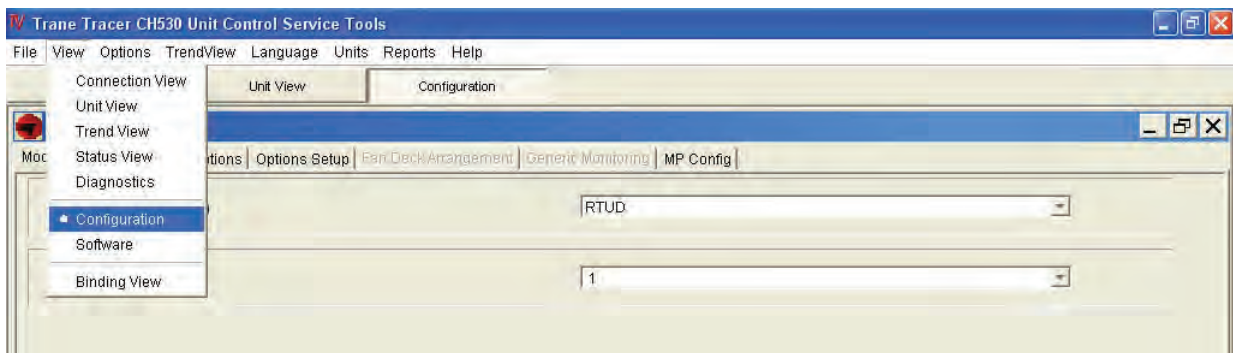 TV Trane Tracer CH530 Unit Control Service Tools
File View Options TrendView Language Units Reports Help
Unit View Configuration
Connection View
Unit View
Trend View
Status View
Diagnostics
Configuration
Software
Binding View
Options Setup Fan Deck Arrangement Generic Monitoring MP Config
RTUD
1